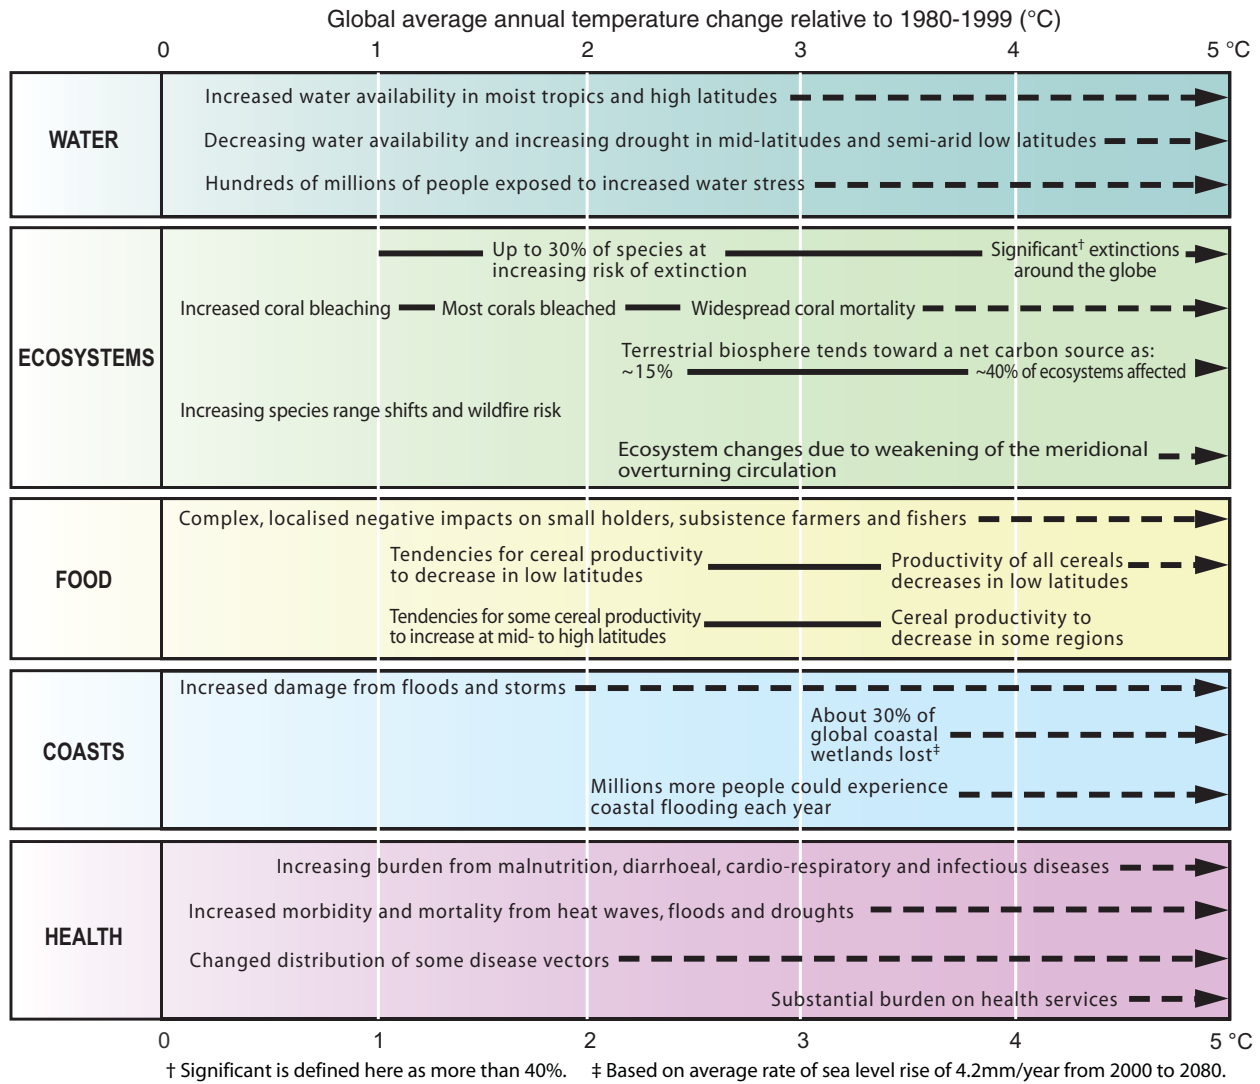 Global average annual temperature change relative to 1980-1999 (°C)
0 1 2 3 4 5 °C
WATER
Increased water availability in moist tropics and high latitudes
Decreasing water availability and increasing drought in mid-latitudes and semi-arid low latitudes
Hundreds of millions of people exposed to increased water stress
ECOSYSTEMS
Up to 30% of species at
increasing risk of extinction
Significant† extinctions
around the globe
Increased coral bleaching Most corals bleached Widespread coral mortality
Terrestrial biosphere tends toward a net carbon source as:
~15% ~40% of ecosystems affected
Increasing species range shifts and wildfire risk
Ecosystem changes due to weakening of the meridional
overturning circulation
FOOD
Complex, localised negative impacts on small holders, subsistence farmers and fishers
Tendencies for cereal productivity
to decrease in low latitudes
Productivity of all cereals
decreases in low latitudes
Tendencies for some cereal productivity
to increase at mid- to high latitudes
Cereal productivity to
decrease in some regions
COASTS
Increased damage from floods and storms
About 30% of
global coastal
wetlands lost‡
Millions more people could experience
coastal flooding each year
HEALTH
Increasing burden from malnutrition, diarrhoeal, cardio-respiratory and infectious diseases
Increased morbidity and mortality from heat waves, floods and droughts
Changed distribution of some disease vectors
Substantial burden on health services
0 1 2 3 4 5 °C
† Significant is defined here as more than 40%. ‡ Based on average rate of sea level rise of 4.2mm/year from 2000 to 2080.